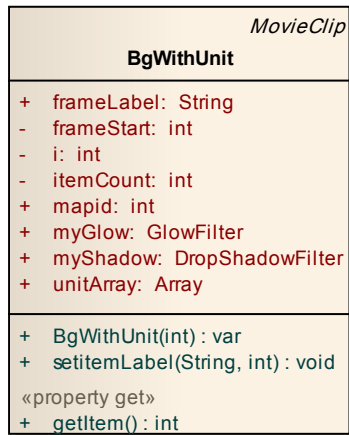 MovieClip
BgWithUnit
+ frameLabel: String
- frameStart: int
- i: int
- itemCount: int
+ mapid: int
+ myGlow: GlowFilter
+ myShadow: DropShadowFilter
+ unitArray: Array
+ BgWithUnit(int) : var
+ setitemLabel(String, int) : void
«property get»
+ getItem() : int